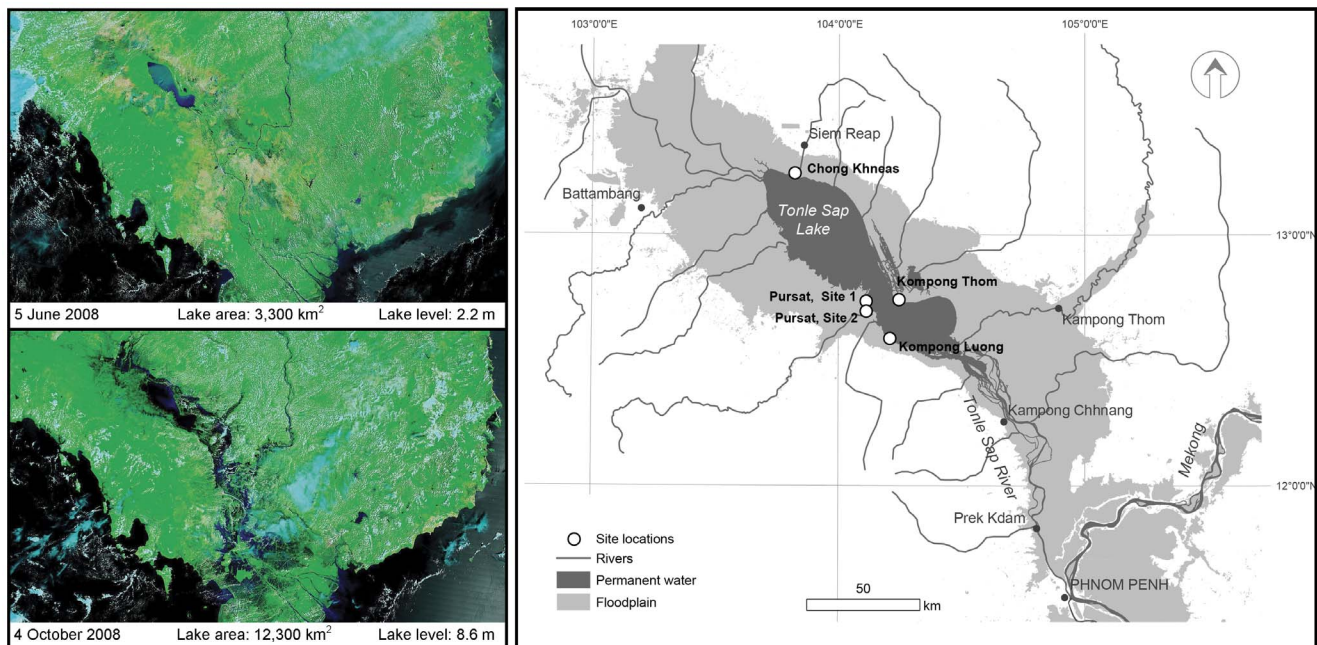 5 June 2008 Lake area: 3,300 km² Lake level: 2.2 m
4 October 2008 Lake area: 12,300 km² Lake level: 8.6 m
103°0'0"E 104°0'0"E 105°0'0"E
Siem Reap
Chong Khneas
Battambang
Tonle Sap
Lake
13°0'0"N
Kompong Thom
Pursat, Site 1
Pursat, Site 2
Kampong Thom
Kompong Luong
Kampong Chhnang
Tonle Sap River
Mekong
12°0'0"N
Prek Kdam
PHNOM PENH
Site locations
Rivers
Permanent water
Floodplain
50
km